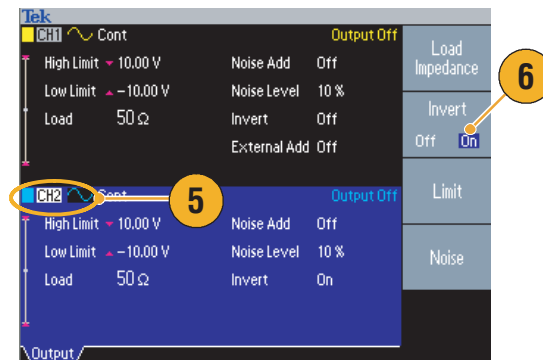 Tek
CH1 Cont Output Off
High Limit 10.00 V Noise Add Off
Low Limit –10.00 V Noise Level 10 %
Load 50 Ω Invert Off
External Add Off
CH2 Cont Output Off
High Limit 10.00 V Noise Add Off
Low Limit –10.00 V Noise Level 10 %
Load 50 Ω Invert On
Output
Load
Impedance
Invert
Off On
Limit
Noise
5
6